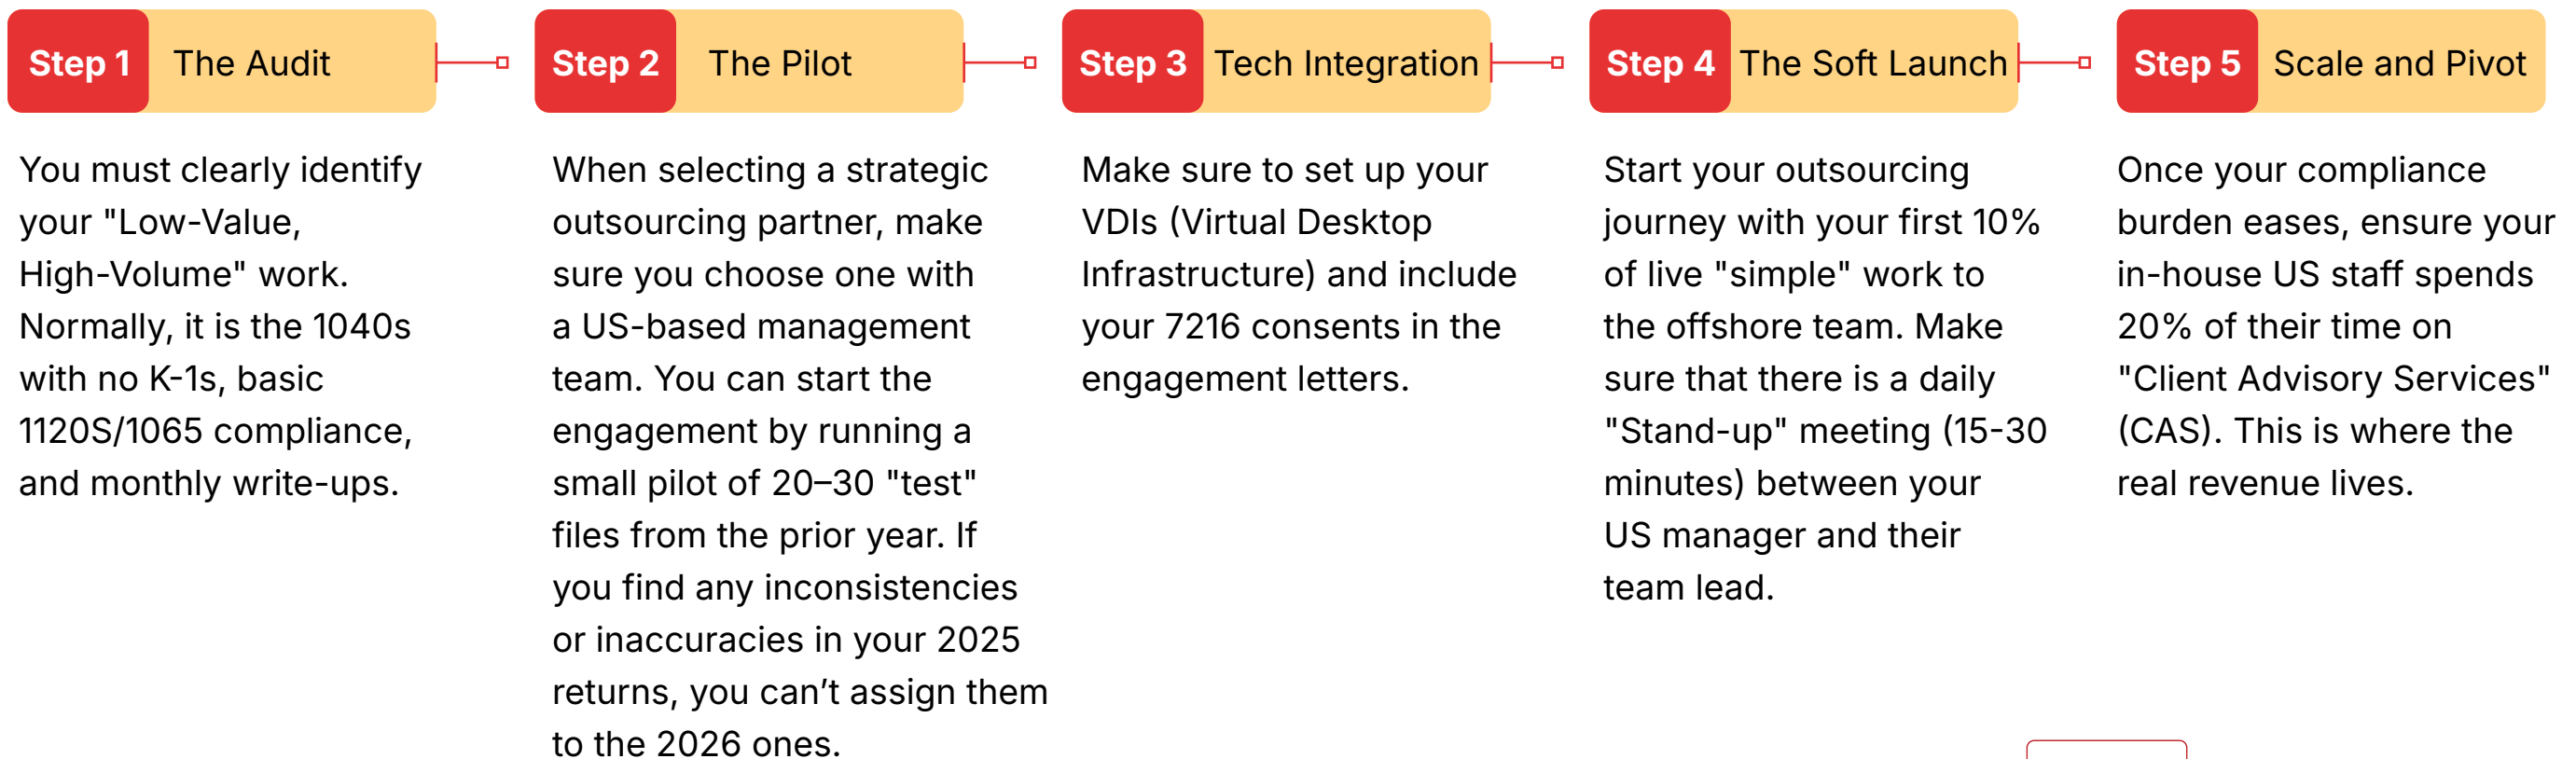 Step 1 The Audit
You must clearly identify
your "Low-Value,
High-Volume" work.
Normally, it is the 1040s
with no K-1s, basic
1120S/1065 compliance,
and monthly write-ups.
Step 2 The Pilot
When selecting a strategic
outsourcing partner, make
sure you choose one with
a US-based management
team. You can start the
engagement by running a
small pilot of 20–30 "test"
files from the prior year. If
you find any inconsistencies
or inaccuracies in your 2025
returns, you can’t assign them
to the 2026 ones.
Step 3 Tech Integration
Make sure to set up your
VDIs (Virtual Desktop
Infrastructure) and include
your 7216 consents in the
engagement letters.
Step 4 The Soft Launch
Start your outsourcing
journey with your first 10%
of live "simple" work to
the offshore team. Make
sure that there is a daily
"Stand-up" meeting (15-30
minutes) between your
US manager and their
team lead.
Step 5 Scale and Pivot
Once your compliance
burden eases, ensure your
in-house US staff spends
20% of their time on
"Client Advisory Services"
(CAS). This is where the
real revenue lives.